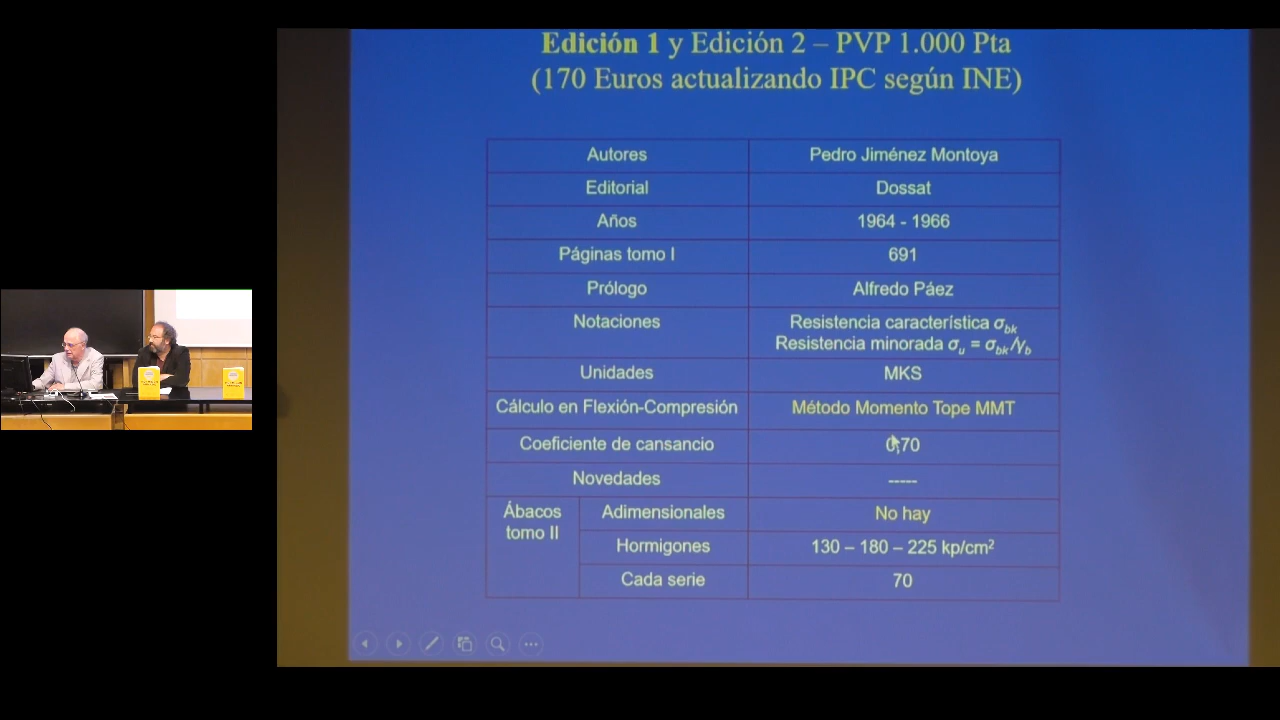 Edición 1 y Edición 2 – PVP 1.000 Pta
(170 Euros actualizando IPC según INE)
Autores Pedro Jiménez Montoya
Editorial Dossat
Años 1964 - 1966
Páginas tomo I 691
Prólogo Alfredo Páez
Notaciones Resistencia característica σbk
Resistencia minorada σu = σbk/γb
Unidades MKS
Cálculo en Flexión-Compresión Método Momento Tope MMT
Coeficiente de cansancio 0,70
Novedades -----
Ábacos tomo II Adimensionales No hay
Hormigones 130 – 180 – 225 kp/cm²
Cada serie 70